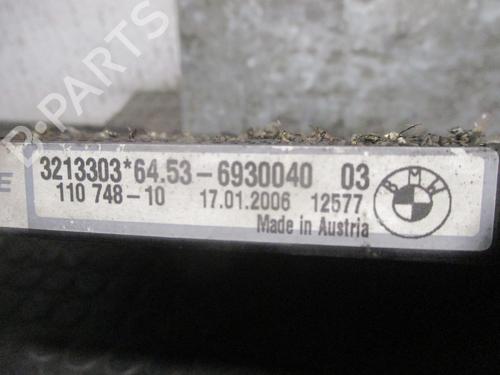 B-PARTS
E
3213303*64.53-6930040 03
110 748-10 17.01.2006 12577
Made in Austria
BMW